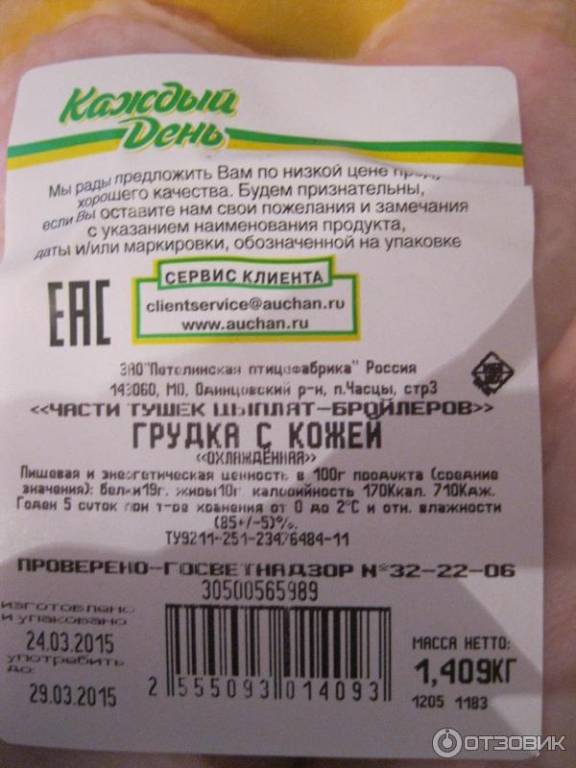 Каждый
День
Мы рады предложить Вам по низкой цене
хорошего качества. Будем признательны,
если Вы оставите нам свои пожелания и замечания
с указанием наименования продукта,
даты и/или маркировки, обозначенной на упаковке
EAC
СЕРВИС КЛИЕНТА
clientservice@auchan.ru
www.auchan.ru
ЗАО"Петелинская птицефабрика" Россия
143060, МО, Одинцовский р-н, п.Часцы, стр3
«ЧАСТИ ТУШЕК ЦЫПЛЯТ-БРОЙЛЕРОВ»
ГРУДКА С КОЖЕЙ
«ОХЛАЖДЁННАЯ»
Пищевая и энергетическая ценность в 100г продукта (средние
значения): белки19г. жиры10г. калорийность 170Ккал. 710Кдж.
Годен 5 суток при т-ре хранения от 0 до 2°С и отн. влажности
(85+/-5)%.
ТУ9211-251-23476484-11
ПРОВЕРЕНО-ГОСВЕТНАДЗОР №32-22-06
30500565989
ИЗГОТОВЛЕНО
И УПАКОВАНО
24.03.2015
УПОТРЕБИТЬ
ДО:
29.03.2015
2 555093 014093
МАССА НЕТТО:
1,409КГ
1205 1183
ОТЗОВИК